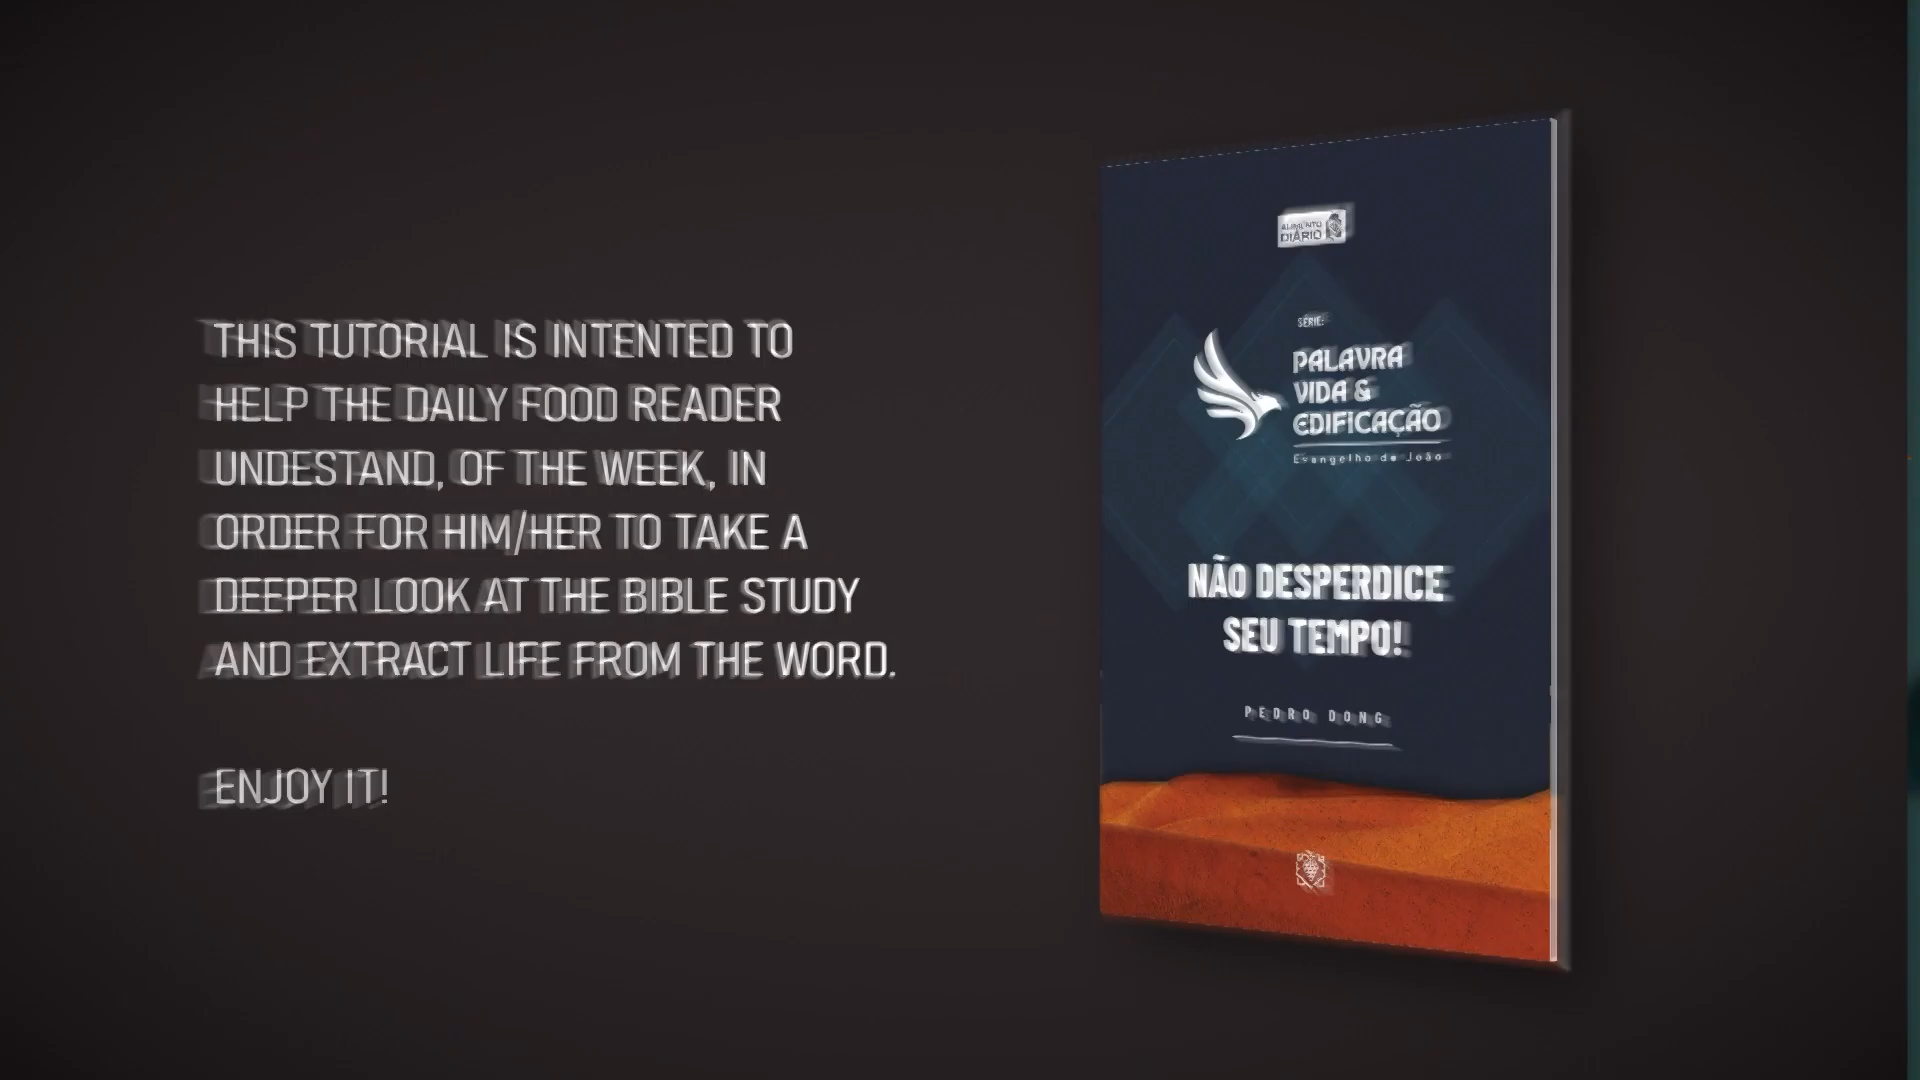 THIS TUTORIAL IS INTENTED TO
HELP THE DAILY FOOD READER
UNDESTAND, OF THE WEEK, IN
ORDER FOR HIM/HER TO TAKE A
DEEPER LOOK AT THE BIBLE STUDY
AND EXTRACT LIFE FROM THE WORD.
ENJOY IT!
ALIMENTO
DIÁRIO
SÉRIE:
PALAVRA
VIDA &
EDIFICAÇÃO
Evangelho de João
NÃO DESPERDICE
SEU TEMPO!
PEDRO DONG